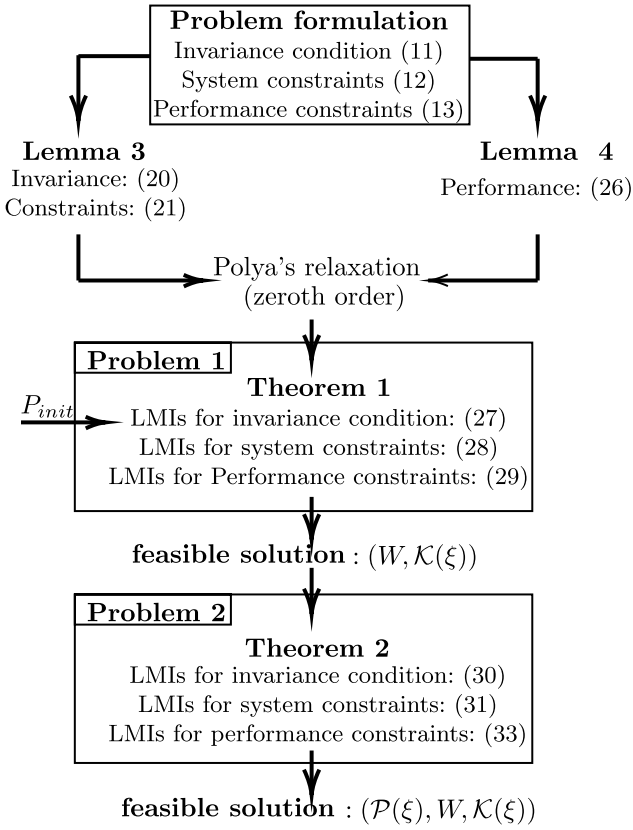 Problem formulation
Invariance condition (11)
System constraints (12)
Performance constraints (13)
Lemma 3
Invariance: (20)
Constraints: (21)
Lemma 4
Performance: (26)
Polya's relaxation
(zeroth order)
Problem 1
P_{init}
Theorem 1
LMIs for invariance condition: (27)
LMIs for system constraints: (28)
LMIs for Performance constraints: (29)
feasible solution : (W, 𝒦(ξ))
Problem 2
Theorem 2
LMIs for invariance condition: (30)
LMIs for system constraints: (31)
LMIs for performance constraints: (33)
feasible solution : (𝒫(ξ), W, 𝒦(ξ))